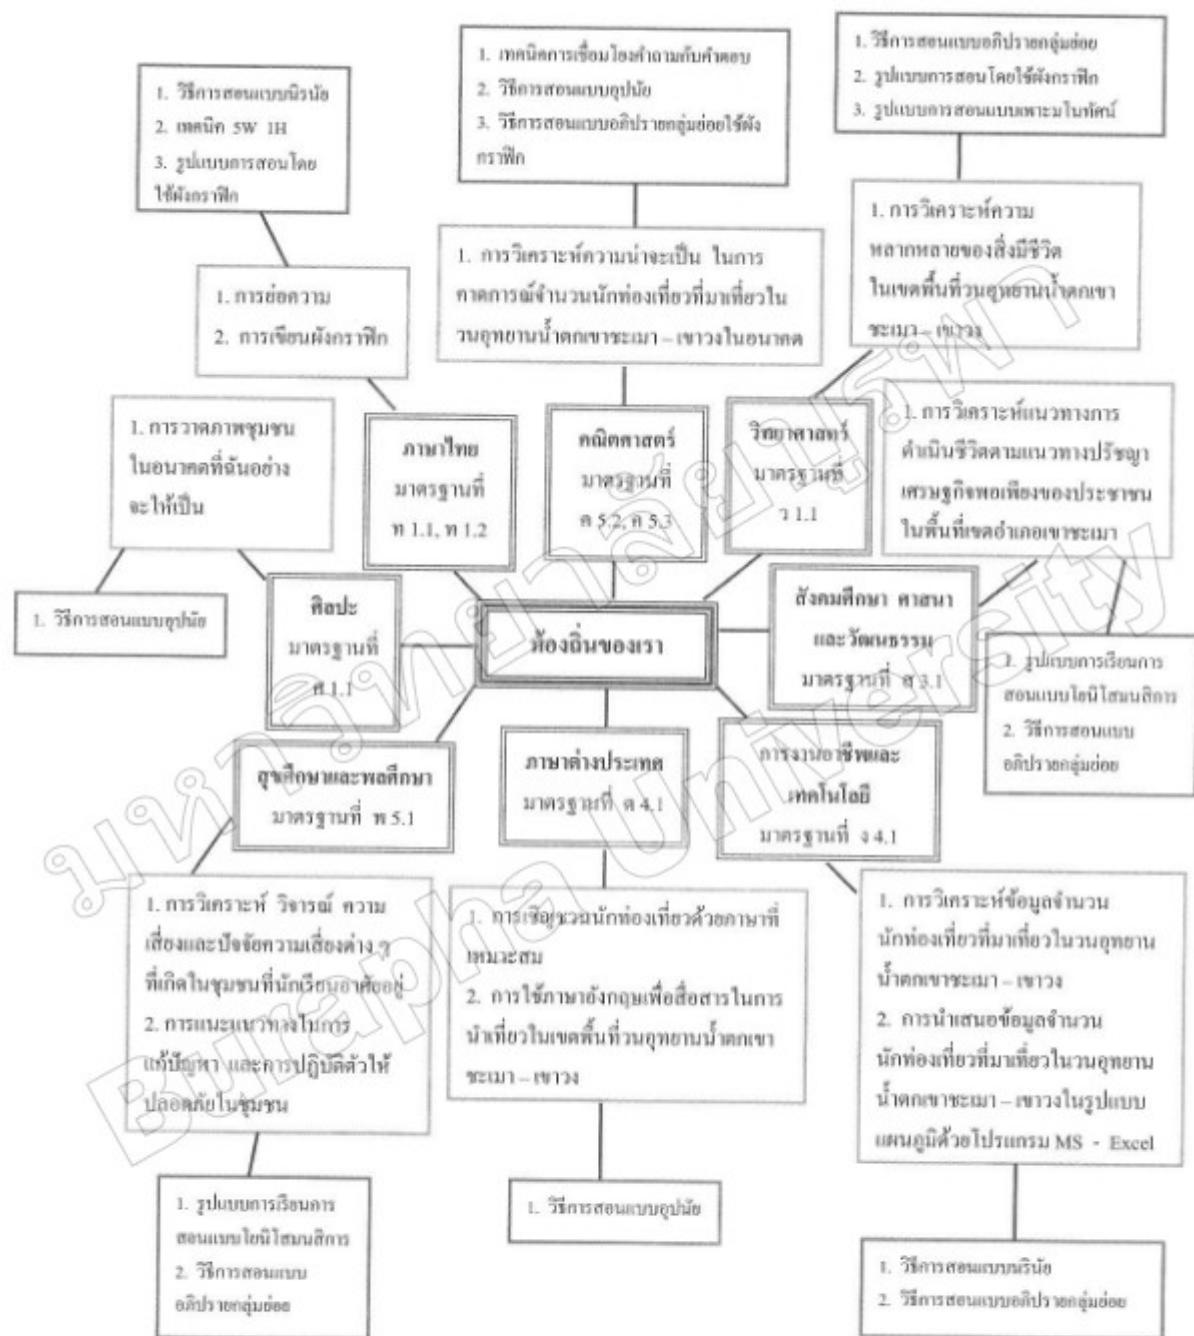 1. วิธีการสอนแบบนิรนัย
2. เทคนิค 5W 1H
3. รูปแบบการสอนโดย
ใช้ผังกราฟิก
1. เทคนิคการเชื่อมโยงคำถามกับคำตอบ
2. วิธีการสอนแบบอุปนัย
3. วิธีการสอนแบบอภิปรายกลุ่มย่อยใช้ผัง
กราฟิก
1. วิธีการสอนแบบอภิปรายกลุ่มย่อย
2. รูปแบบการสอนโดยใช้ผังกราฟิก
3. รูปแบบการสอนแบบเพาะมโนทัศน์
1. การย่อความ
2. การเขียนผังกราฟิก
1. การวิเคราะห์ความน่าจะเป็น ในการ
คาดการณ์จำนวนนักท่องเที่ยวที่มาเที่ยวใน
วนอุทยานน้ำตกเขาชะเมา – เขาวงในอนาคต
1. การวิเคราะห์ความ
หลากหลายของสิ่งมีชีวิต
ในเขตพื้นที่วนอุทยานน้ำตกเขา
ชะเมา – เขาวง
1. การวาดภาพชุมชน
ในอนาคตที่ฉันอย่าง
จะให้เป็น
ภาษาไทย
มาตรฐานที่
ท 1.1, ท 1.2
คณิตศาสตร์
มาตรฐานที่
ค 5.2, ค 5.3
วิทยาศาสตร์
มาตรฐานที่
ว 1.1
1. การวิเคราะห์แนวทางการ
ดำเนินชีวิตตามแนวทางปรัชญา
เศรษฐกิจพอเพียงของประชาชน
ในพื้นที่เขตอำเภอเขาชะเมา
1. วิธีการสอนแบบอุปนัย
ศิลปะ
มาตรฐานที่
ศ 1.1
ท้องถิ่นของเรา
สังคมศึกษา ศาสนา
และวัฒนธรรม
มาตรฐานที่ ส 3.1
1. รูปแบบการเรียนการ
สอนแบบโยนิโสมนสิการ
2. วิธีการสอนแบบ
อภิปรายกลุ่มย่อย
สุขศึกษาและพลศึกษา
มาตรฐานที่ พ 5.1
ภาษาต่างประเทศ
มาตรฐานที่ ต 4.1
การงานอาชีพและ
เทคโนโลยี
มาตรฐานที่ ง 4.1
1. การวิเคราะห์ วิจารณ์ ความ
เสี่ยงและปัจจัยความเสี่ยงต่าง ๆ
ที่เกิดในชุมชนที่นักเรียนอาศัยอยู่
2. การแนะแนวทางในการ
แก้ปัญหา และการปฏิบัติตัวให้
ปลอดภัยในชุมชน
1. การเชิญชวนนักท่องเที่ยวด้วยภาษาที่
เหมาะสม
2. การใช้ภาษาอังกฤษเพื่อสื่อสารในการ
นำเที่ยวในเขตพื้นที่วนอุทยานน้ำตกเขา
ชะเมา – เขาวง
1. การวิเคราะห์ข้อมูลจำนวน
นักท่องเที่ยวที่มาเที่ยวในวนอุทยาน
น้ำตกเขาชะเมา – เขาวง
2. การนำเสนอข้อมูลจำนวน
นักท่องเที่ยวที่มาเที่ยวในวนอุทยาน
น้ำตกเขาชะเมา – เขาวงในรูปแบบ
แผนภูมิด้วยโปรแกรม MS - Excel
1. รูปแบบการเรียนการ
สอนแบบโยนิโสมนสิการ
2. วิธีการสอนแบบ
อภิปรายกลุ่มย่อย
1. วิธีการสอนแบบอุปนัย
1. วิธีการสอนแบบนรินัย
2. วิธีการสอนแบบอภิปรายกลุ่มย่อย
มหาวิทยาลัยบูรพา
Burapha University